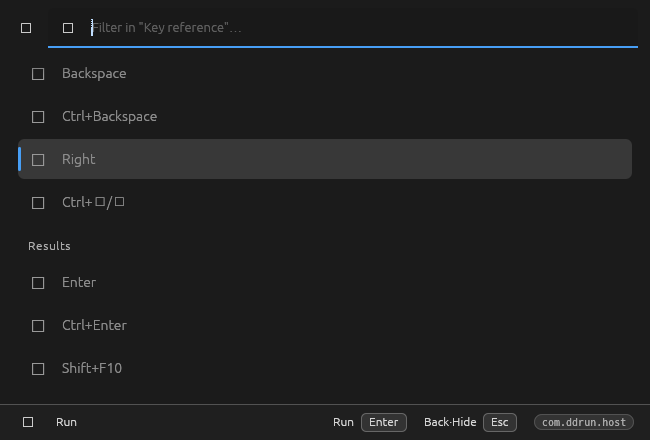 Filter in "Key reference"…
Backspace
Ctrl+Backspace
Right
Ctrl+□/□
Results
Enter
Ctrl+Enter
Shift+F10
Run Run Enter Back·Hide Esc com.ddrun.host